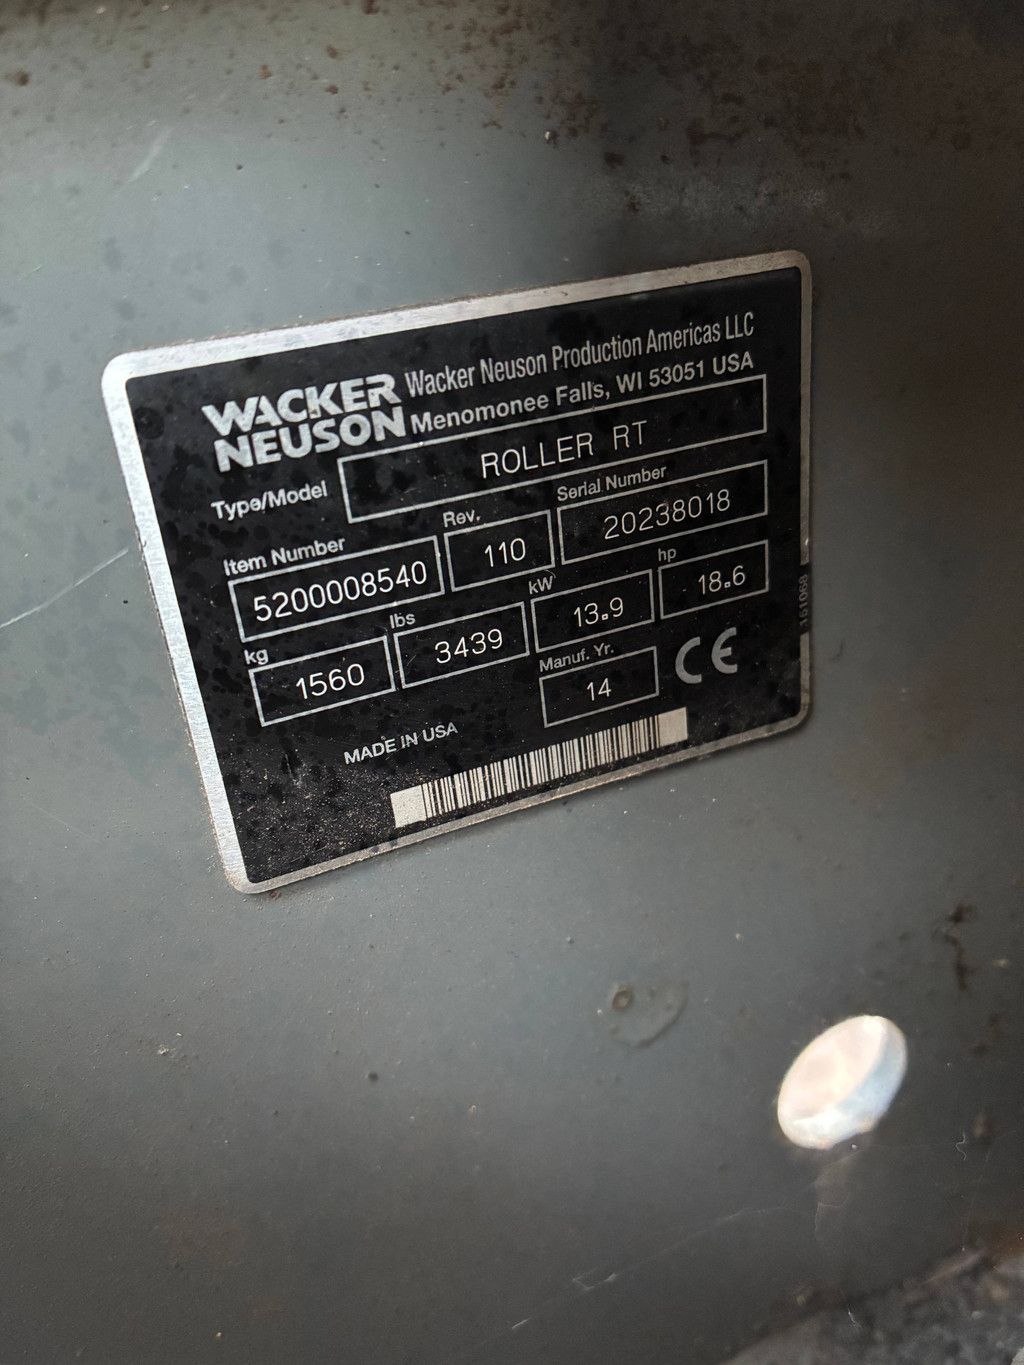 WACKER
NEUSON
Wacker Neuson Production Americas LLC
Menomonee Falls, WI 53051 USA
Type/Model
ROLLER RT
Item Number
5200008540
Rev.
110
Serial Number
20238018
kg
1560
lbs
3439
kW
13.9
hp
18.6
Manuf. Yr.
14
CE
MADE IN USA
161068